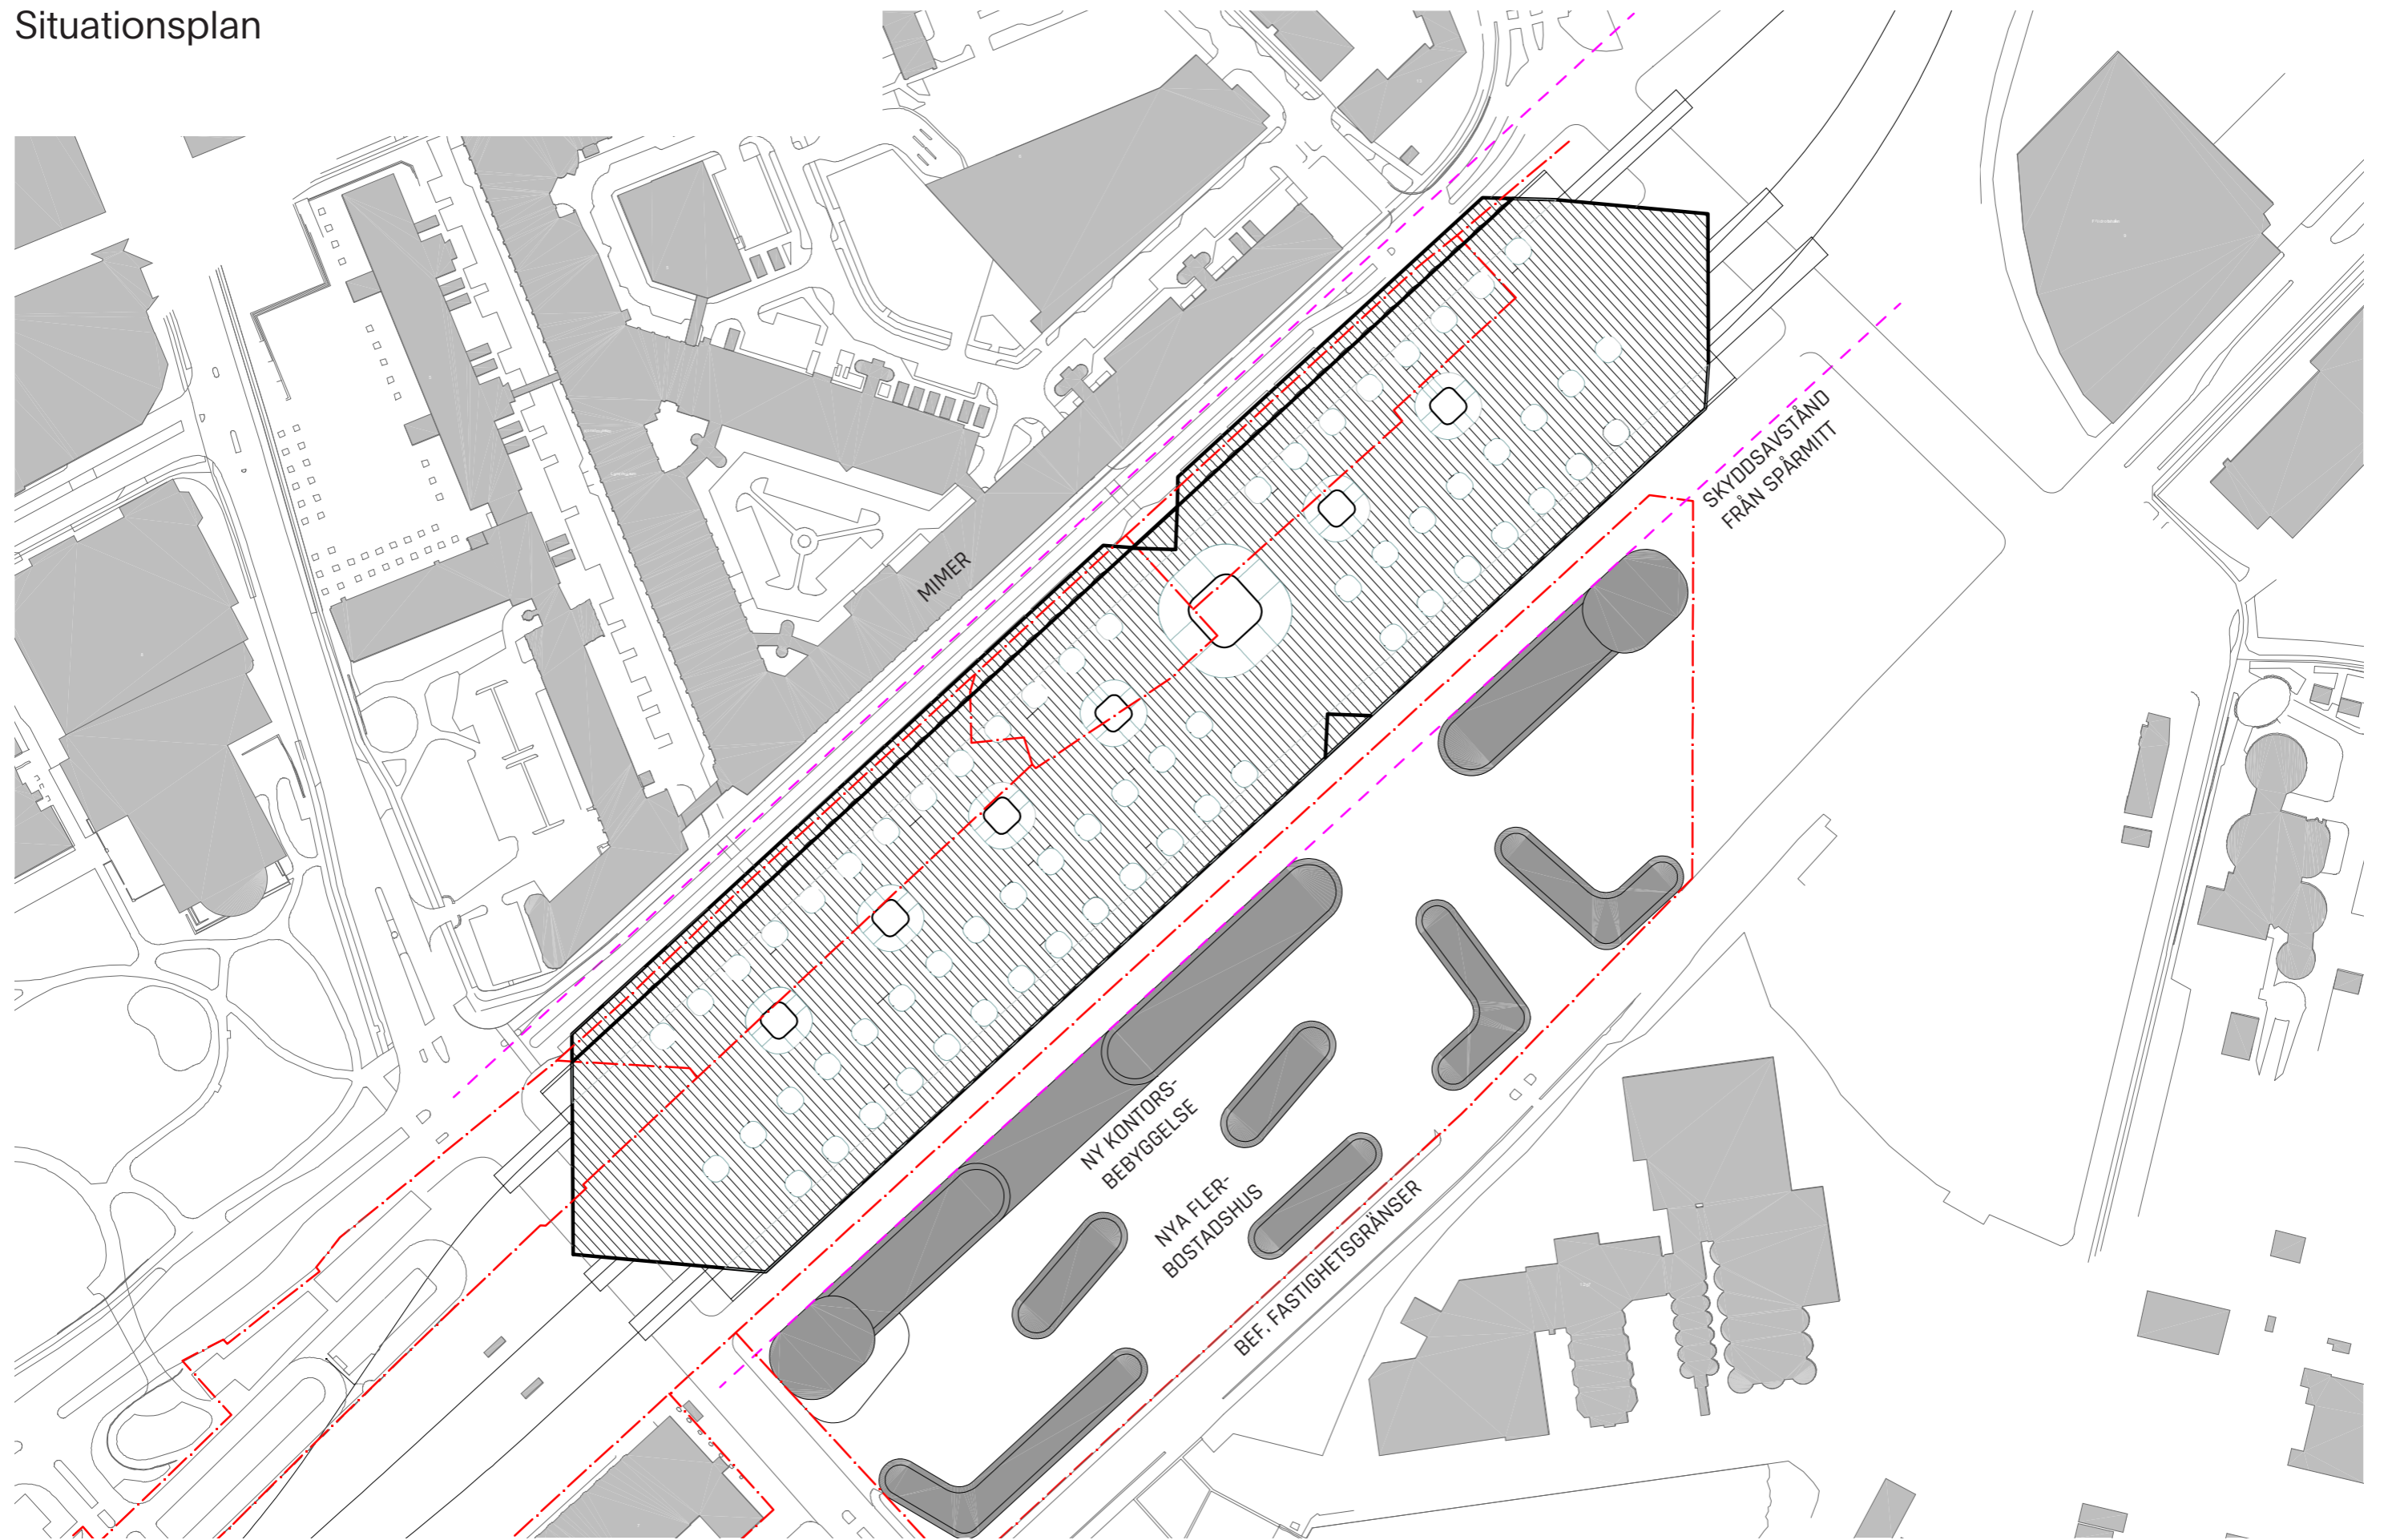 Situationsplan
MIMER
SKYDDSAVSTÅND
FRÅN SPÅRMITT
NY KONTORS-
BEBYGGELSE
NYA FLER-
BOSTADSHUS
BEF. FASTIGHETSGRÄNSER